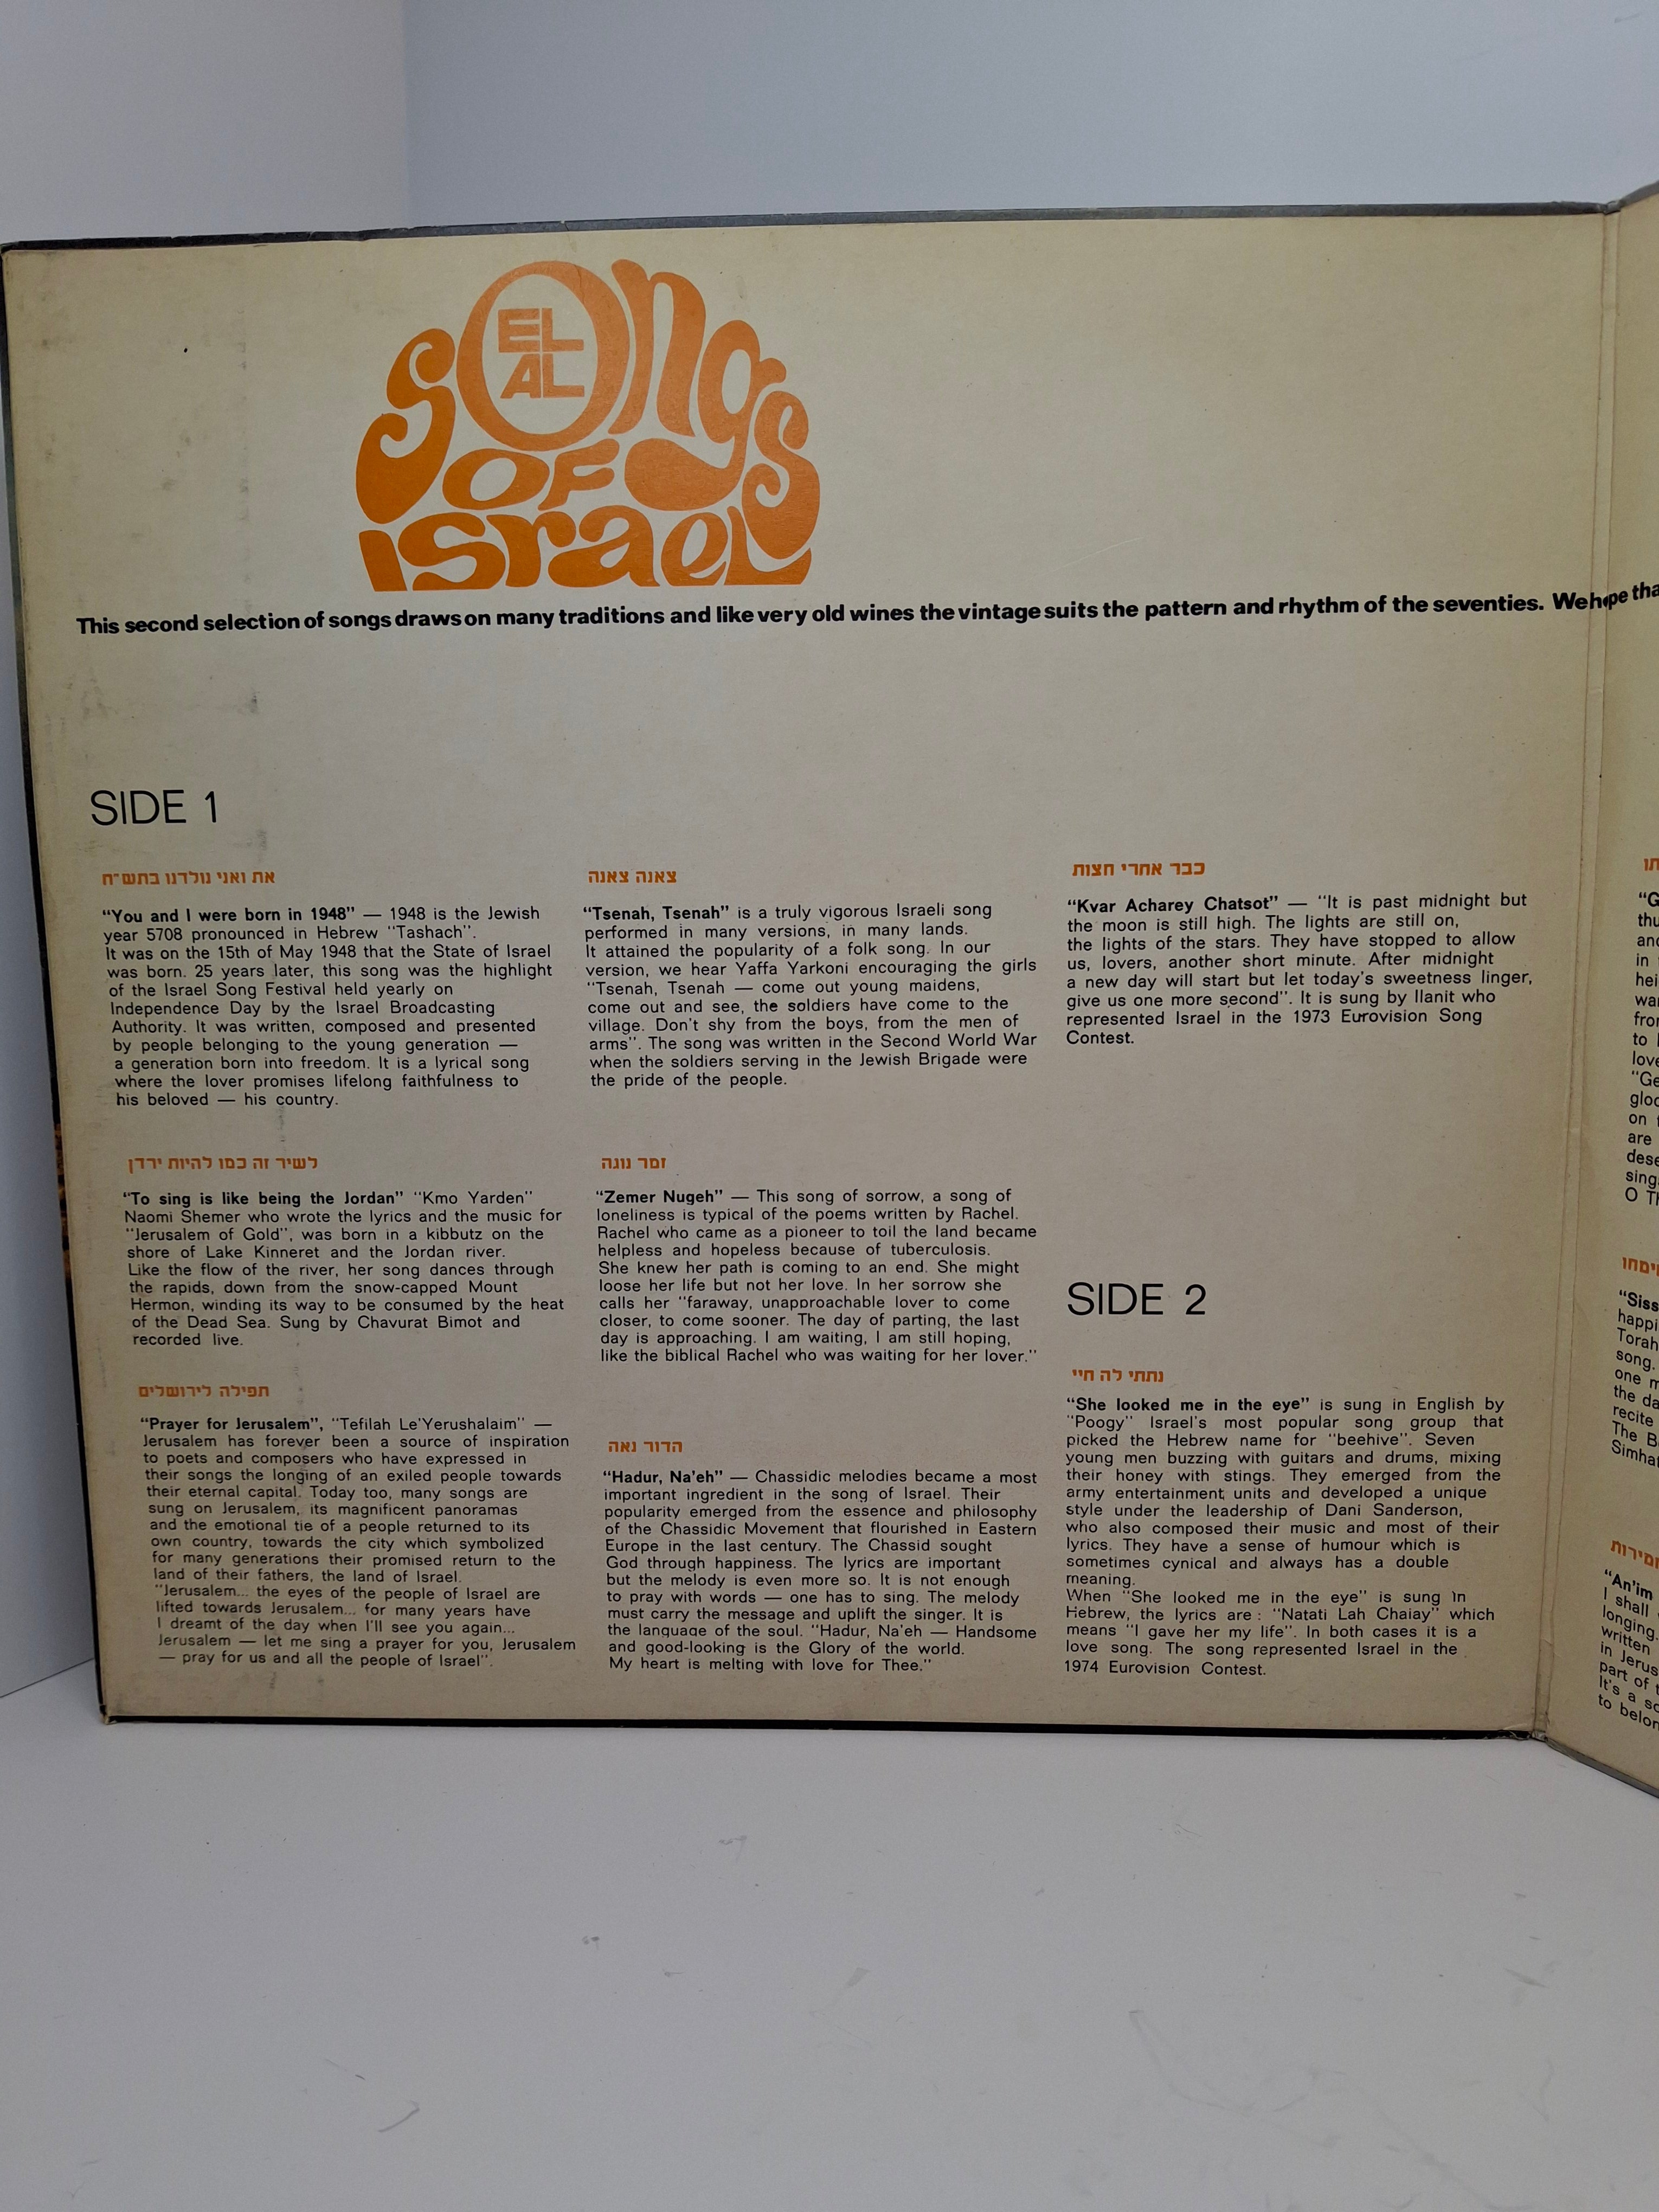 SONGS
EL
AL
OF
ISraEL
This second selection of songs draws on many traditions and like very old wines the vintage suits the pattern and rhythm of the seventies. We hope tha
SIDE 1
את ואני נולדנו בתש״ח
"You and I were born in 1948" — 1948 is the Jewish
year 5708 pronounced in Hebrew "Tashach".
It was on the 15th of May 1948 that the State of Israel
was born. 25 years later, this song was the highlight
of the Israel Song Festival held yearly on
Independence Day by the Israel Broadcasting
Authority. It was written, composed and presented
by people belonging to the young generation —
a generation born into freedom. It is a lyrical song
where the lover promises lifelong faithfulness to
his beloved — his country.
לשיר זה כמו להיות ירדן
"To sing is like being the Jordan" "Kmo Yarden"
Naomi Shemer who wrote the lyrics and the music for
"Jerusalem of Gold", was born in a kibbutz on the
shore of Lake Kinneret and the Jordan river.
Like the flow of the river, her song dances through
the rapids, down from the snow-capped Mount
Hermon, winding its way to be consumed by the heat
of the Dead Sea. Sung by Chavurat Bimot and
recorded live.
תפילה לירושלים
"Prayer for Jerusalem", "Tefilah Le'Yerushalaim" —
Jerusalem has forever been a source of inspiration
to poets and composers who have expressed in
their songs the longing of an exiled people towards
their eternal capital. Today too, many songs are
sung on Jerusalem, its magnificent panoramas
and the emotional tie of a people returned to its
own country, towards the city which symbolized
for many generations their promised return to the
land of their fathers, the land of Israel.
"Jerusalem... the eyes of the people of Israel are
lifted towards Jerusalem... for many years have
I dreamt of the day when I'll see you again...
Jerusalem — let me sing a prayer for you, Jerusalem
— pray for us and all the people of Israel".
צאנה צאנה
"Tsenah, Tsenah" is a truly vigorous Israeli song
performed in many versions, in many lands.
It attained the popularity of a folk song. In our
version, we hear Yaffa Yarkoni encouraging the girls
"Tsenah, Tsenah — come out young maidens,
come out and see, the soldiers have come to the
village. Don't shy from the boys, from the men of
arms". The song was written in the Second World War
when the soldiers serving in the Jewish Brigade were
the pride of the people.
זמר נוגה
"Zemer Nugeh" — This song of sorrow, a song of
loneliness is typical of the poems written by Rachel.
Rachel who came as a pioneer to toil the land became
helpless and hopeless because of tuberculosis.
She knew her path is coming to an end. She might
loose her life but not her love. In her sorrow she
calls her "faraway, unapproachable lover to come
closer, to come sooner. The day of parting, the last
day is approaching. I am waiting, I am still hoping,
like the biblical Rachel who was waiting for her lover."
הדור נאה
"Hadur, Na'eh" — Chassidic melodies became a most
important ingredient in the song of Israel. Their
popularity emerged from the essence and philosophy
of the Chassidic Movement that flourished in Eastern
Europe in the last century. The Chassid sought
God through happiness. The lyrics are important
but the melody is even more so. It is not enough
to pray with words — one has to sing. The melody
must carry the message and uplift the singer. It is
the language of the soul. "Hadur, Na'eh — Handsome
and good-looking is the Glory of the world.
My heart is melting with love for Thee."
כבר אחרי חצות
"Kvar Acharey Chatsot" — "It is past midnight but
the moon is still high. The lights are still on,
the lights of the stars. They have stopped to allow
us, lovers, another short minute. After midnight
a new day will start but let today's sweetness linger,
give us one more second". It is sung by Ilanit who
represented Israel in the 1973 Eurovision Song
Contest.
SIDE 2
נתתי לה חיי
"She looked me in the eye" is sung in English by
"Poogy" Israel's most popular song group that
picked the Hebrew name for "beehive". Seven
young men buzzing with guitars and drums, mixing
their honey with stings. They emerged from the
army entertainment units and developed a unique
style under the leadership of Dani Sanderson,
who also composed their music and most of their
lyrics. They have a sense of humour which is
sometimes cynical and always has a double
meaning.
When "She looked me in the eye" is sung in
Hebrew, the lyrics are : "Natati Lah Chaiay" which
means "I gave her my life". In both cases it is a
love song. The song represented Israel in the
1974 Eurovision Contest.
"G
thu
and
in
hei
wa
fro
to
love
"Ge
gloo
on
are
dese
sing
O Th
"Siss
happi
Torah
song.
one m
the da
recite
The B
Simha
"An'im
I shall
longing.
written
in Jerus
part of t
It's a so
to belon